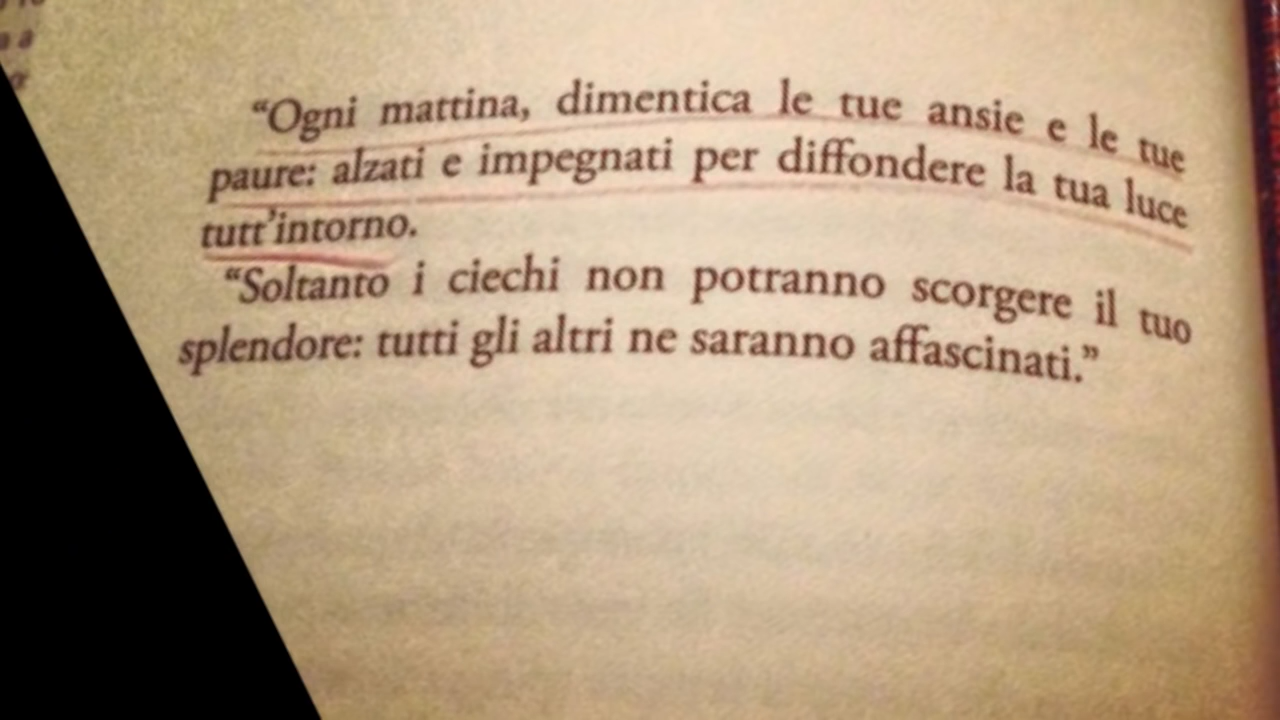 “Ogni mattina, dimentica le tue ansie e le tue
paure: alzati e impegnati per diffondere la tua luce
tutt’intorno.
“Soltanto i ciechi non potranno scorgere il tuo
splendore: tutti gli altri ne saranno affascinati.”